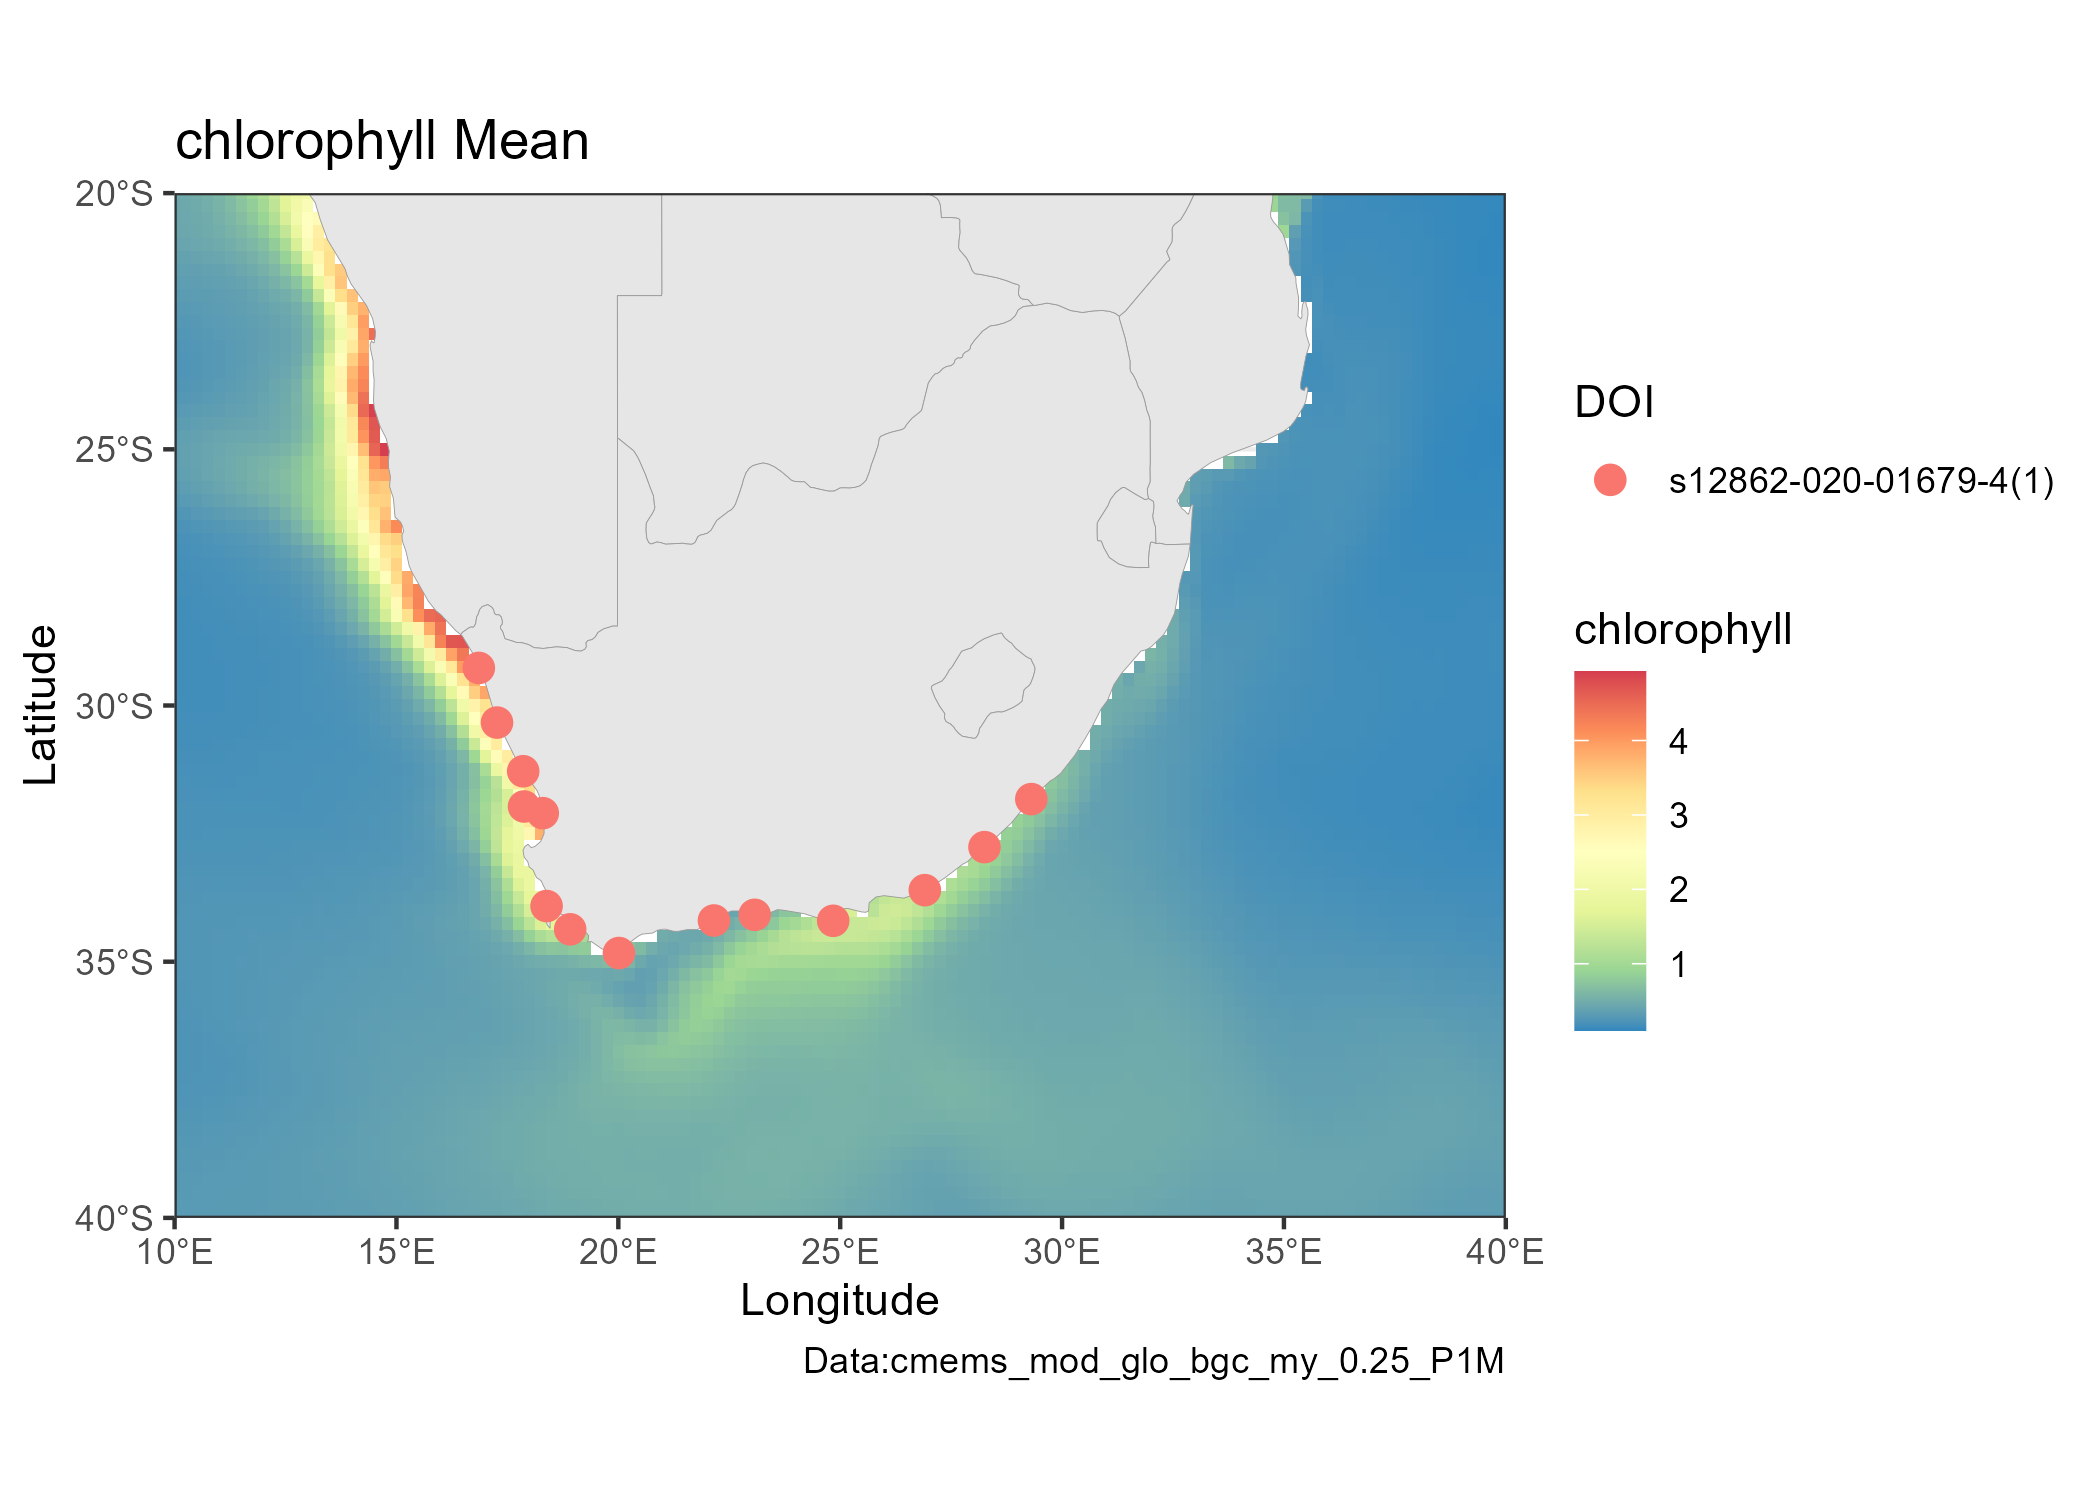 chlorophyll Mean
20°S
25°S
30°S
35°S
40°S
Latitude
10°E 15°E 20°E 25°E 30°E 35°E 40°E
Longitude
Data:cmems_mod_glo_bgc_my_0.25_P1M
DOI
s12862-020-01679-4(1)
chlorophyll
4
3
2
1